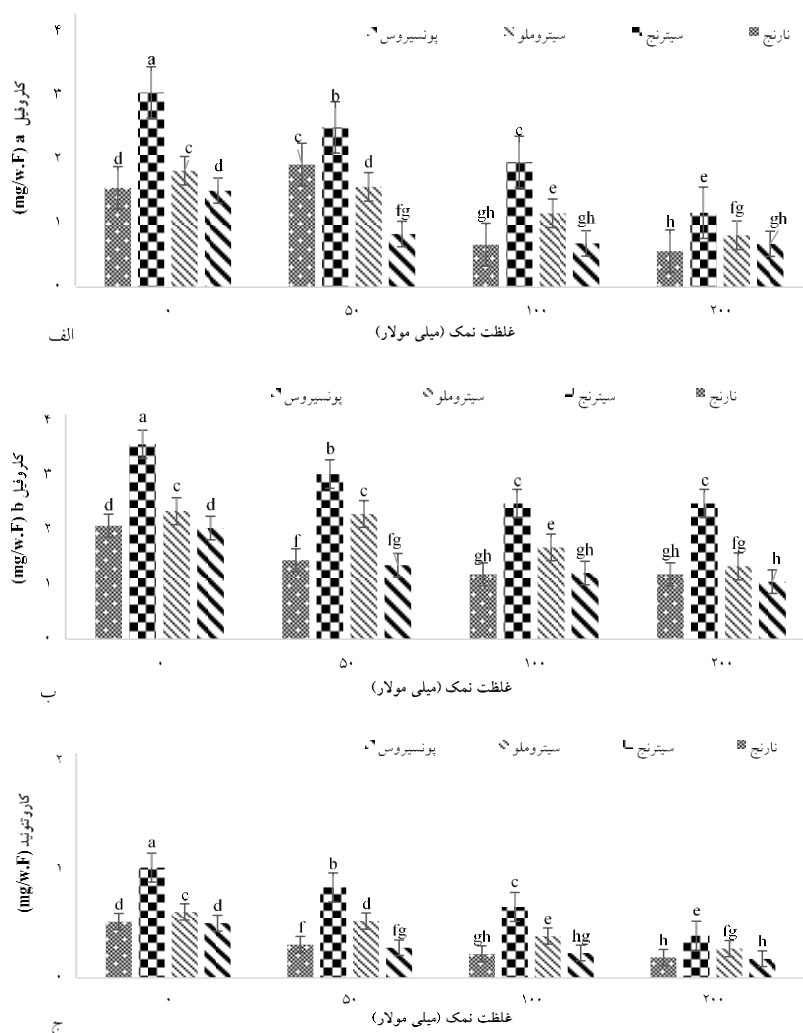 نارنج سیترنج سیتروملو پونسیروس
۴
۳
۲
۱
۰
کلروفیل a (mg/w.F)
d a c d
c b d fg
gh c e gh
h e fg gh
۰ ۵۰ ۱۰۰ ۲۰۰
غلظت نمک (میلی مولار)
الف
نارنج سیترنج سیتروملو پونسیروس
۴
۳
۲
۱
۰
کلروفیل b (mg/w.F)
d a c d
f b c fg
gh c e gh
gh c fg h
۰ ۵۰ ۱۰۰ ۲۰۰
غلظت نمک (میلی مولار)
ب
نارنج سیترنج سیتروملو پونسیروس
۲
۱
۰
کاروتنوئید (mg/w.F)
d a c d
f b d fg
gh c e hg
h e fg h
۰ ۵۰ ۱۰۰ ۲۰۰
غلظت نمک (میلی مولار)
ج